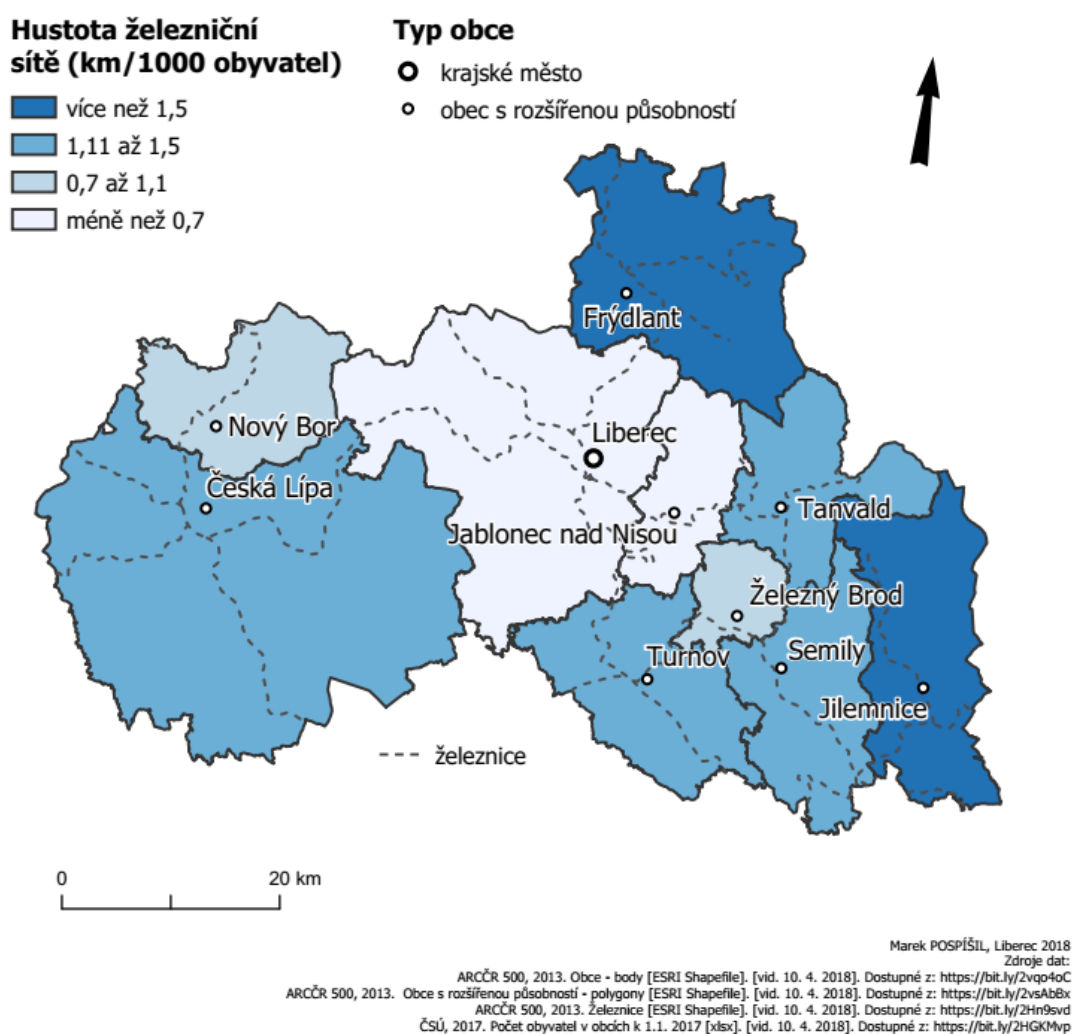 Hustota železniční
sítě (km/1000 obyvatel)
více než 1,5
1,11 až 1,5
0,7 až 1,1
méně než 0,7
Typ obce
krajské město
obec s rozšířenou působností
Frýdlant
Nový Bor
Liberec
Česká Lípa
Tanvald
Jablonec nad Nisou
Železný Brod
Turnov
Semily
Jilemnice
železnice
0
20 km
Marek POSPÍŠIL, Liberec 2018
Zdroje dat:
ARCČR 500, 2013. Obce - body [ESRI Shapefile]. [vid. 10. 4. 2018]. Dostupné z: https://bit.ly/2vqo4oC
ARCČR 500, 2013. Obce s rozšířenou působností - polygony [ESRI Shapefile]. [vid. 10. 4. 2018]. Dostupné z: https://bit.ly/2vsAbBx
ARCČR 500, 2013. Železnice [ESRI Shapefile]. [vid. 10. 4. 2018]. Dostupné z: https://bit.ly/2Hn9svd
ČSÚ, 2017. Počet obyvatel v obcích k 1.1. 2017 [xlsx]. [vid. 10. 4. 2018]. Dostupné z: https://bit.ly/2HGKMvp